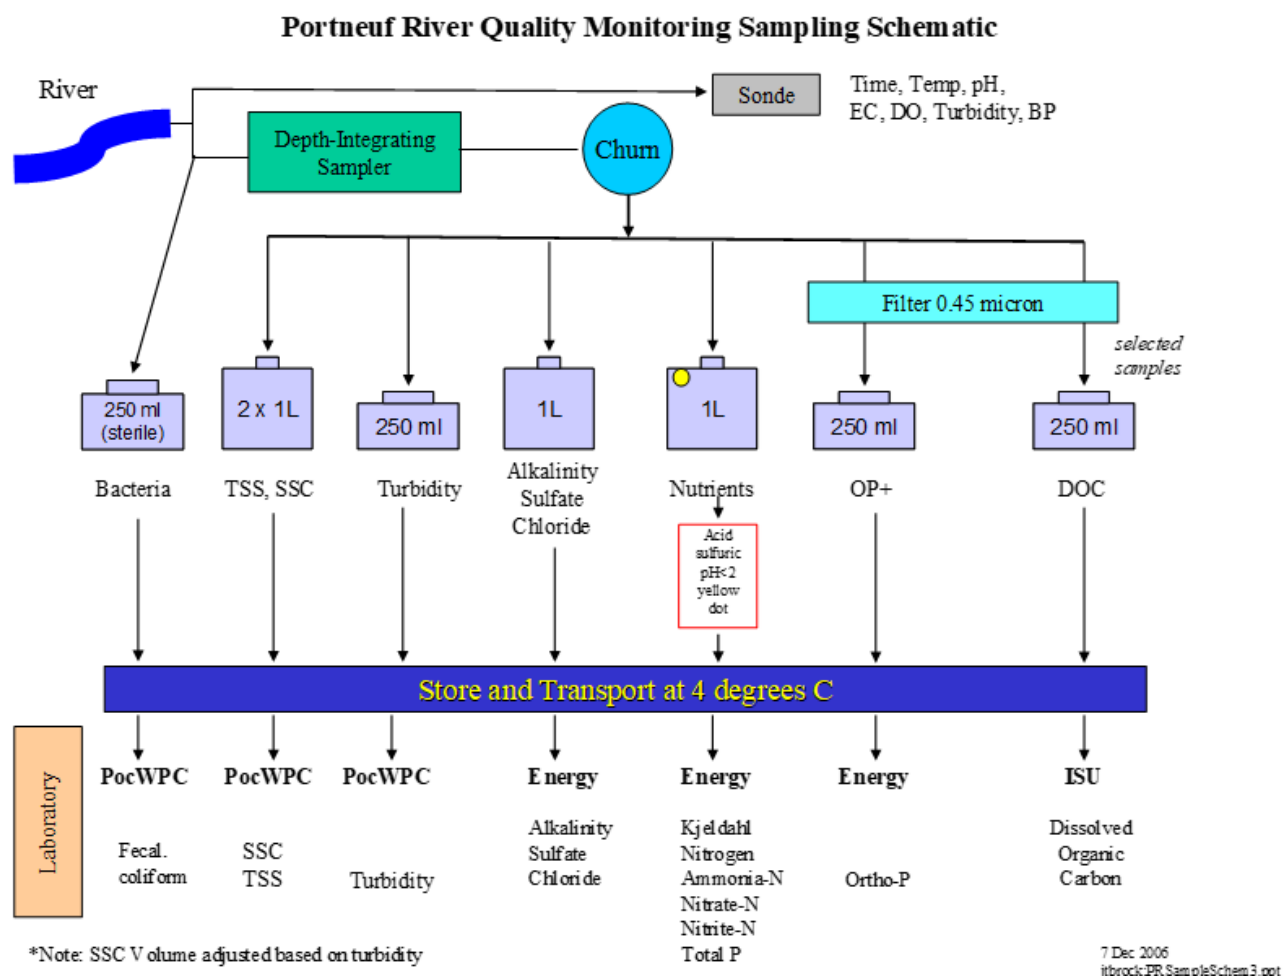 Portneuf River Quality Monitoring Sampling Schematic
River
Sonde
Time, Temp, pH,
EC, DO, Turbidity, BP
Depth-Integrating
Sampler
Churn
Filter 0.45 micron
selected
samples
250 ml
(sterile)
2 x 1L
250 ml
1L
1L
250 ml
250 ml
Bacteria
TSS, SSC
Turbidity
Alkalinity
Sulfate
Chloride
Nutrients
OP+
DOC
Acid
sulfuric
pH<2
yellow
dot
Store and Transport at 4 degrees C
Laboratory
PocWPC
PocWPC
PocWPC
Energy
Energy
Energy
ISU
Fecal.
coliform
SSC
TSS
Turbidity
Alkalinity
Sulfate
Chloride
Kjeldahl
Nitrogen
Ammonia-N
Nitrate-N
Nitrite-N
Total P
Ortho-P
Dissolved
Organic
Carbon
*Note: SSC Volume adjusted based on turbidity
7 Dec 2006
itbrock:PRSampleSchem3.ppt